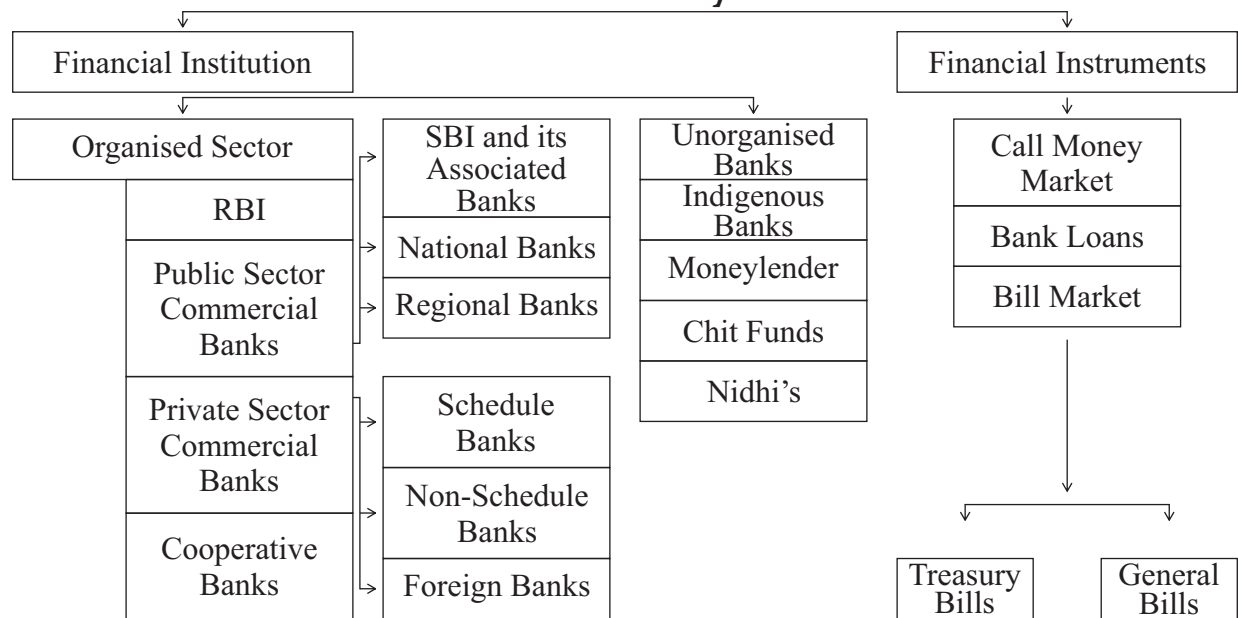 Financial Institution
Financial Instruments
Organised Sector
RBI
Public Sector
Commercial
Banks
Private Sector
Commercial
Banks
Cooperative
Banks
SBI and its
Associated
Banks
National Banks
Regional Banks
Schedule
Banks
Non-Schedule
Banks
Foreign Banks
Unorganised
Banks
Indigenous
Banks
Moneylender
Chit Funds
Nidhi's
Call Money
Market
Bank Loans
Bill Market
Treasury
Bills
General
Bills